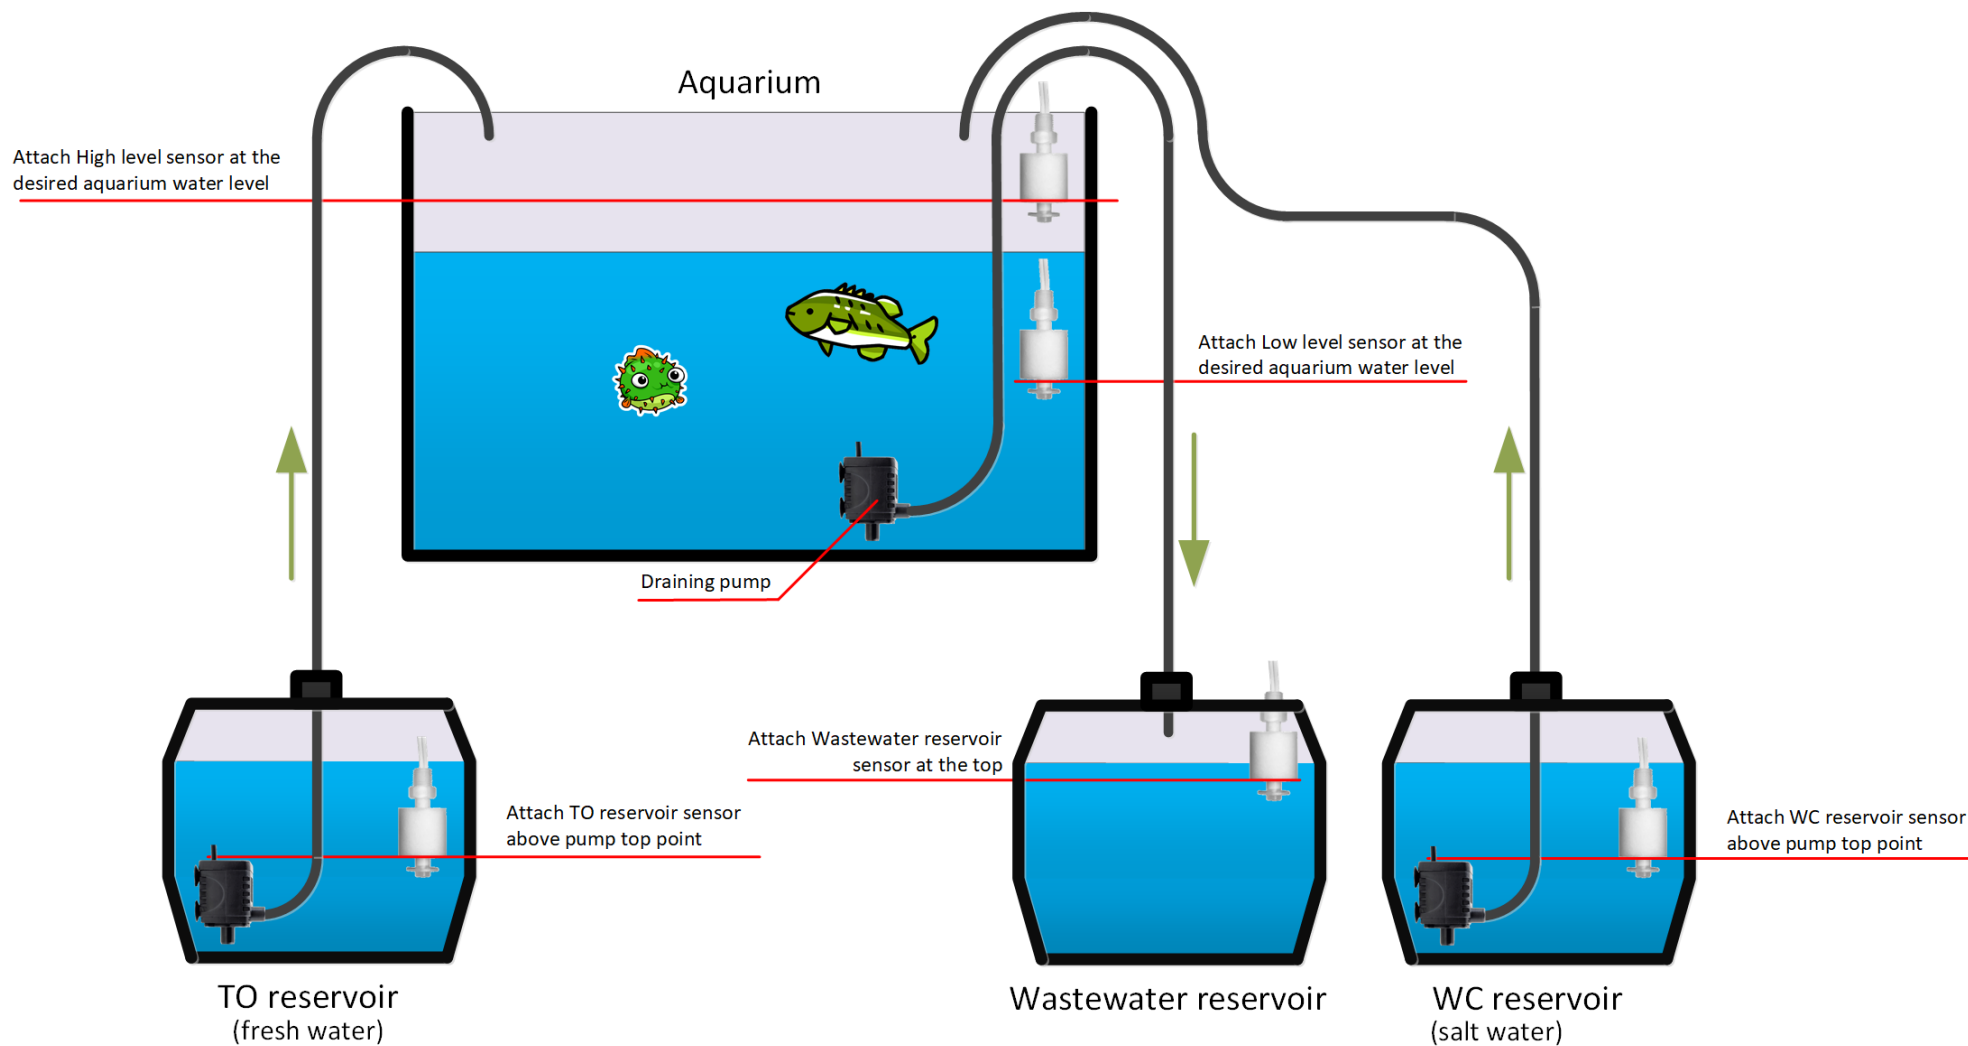 Aquarium
Attach High level sensor at the
desired aquarium water level
Attach Low level sensor at the
desired aquarium water level
Draining pump
Attach Wastewater reservoir
sensor at the top
Attach TO reservoir sensor
above pump top point
Attach WC reservoir sensor
above pump top point
TO reservoir
(fresh water)
Wastewater reservoir
WC reservoir
(salt water)